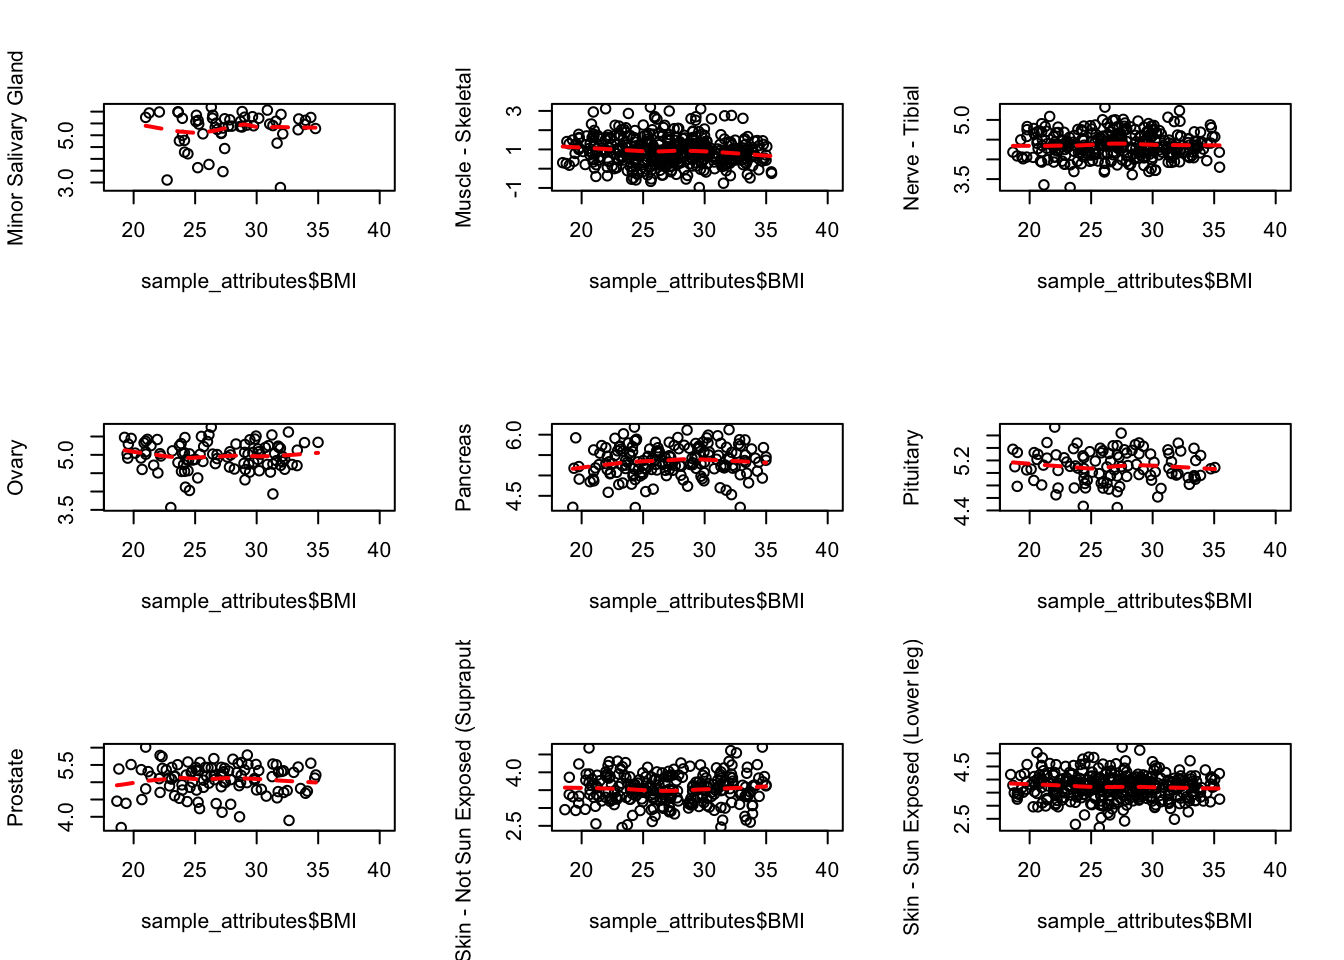 Minor Salivary Gland
3.0 5.0
20 25 30 35 40
sample_attributes$BMI
Muscle - Skeletal
-1 1 3
20 25 30 35 40
sample_attributes$BMI
Nerve - Tibial
3.5 5.0
20 25 30 35 40
sample_attributes$BMI
Ovary
3.5 5.0
20 25 30 35 40
sample_attributes$BMI
Pancreas
4.5 6.0
20 25 30 35 40
sample_attributes$BMI
Pituitary
4.4 5.2
20 25 30 35 40
sample_attributes$BMI
Prostate
4.0 5.5
20 25 30 35 40
sample_attributes$BMI
Skin - Not Sun Exposed (Suprapub
2.5 4.0
20 25 30 35 40
sample_attributes$BMI
Skin - Sun Exposed (Lower leg)
2.5 4.5
20 25 30 35 40
sample_attributes$BMI